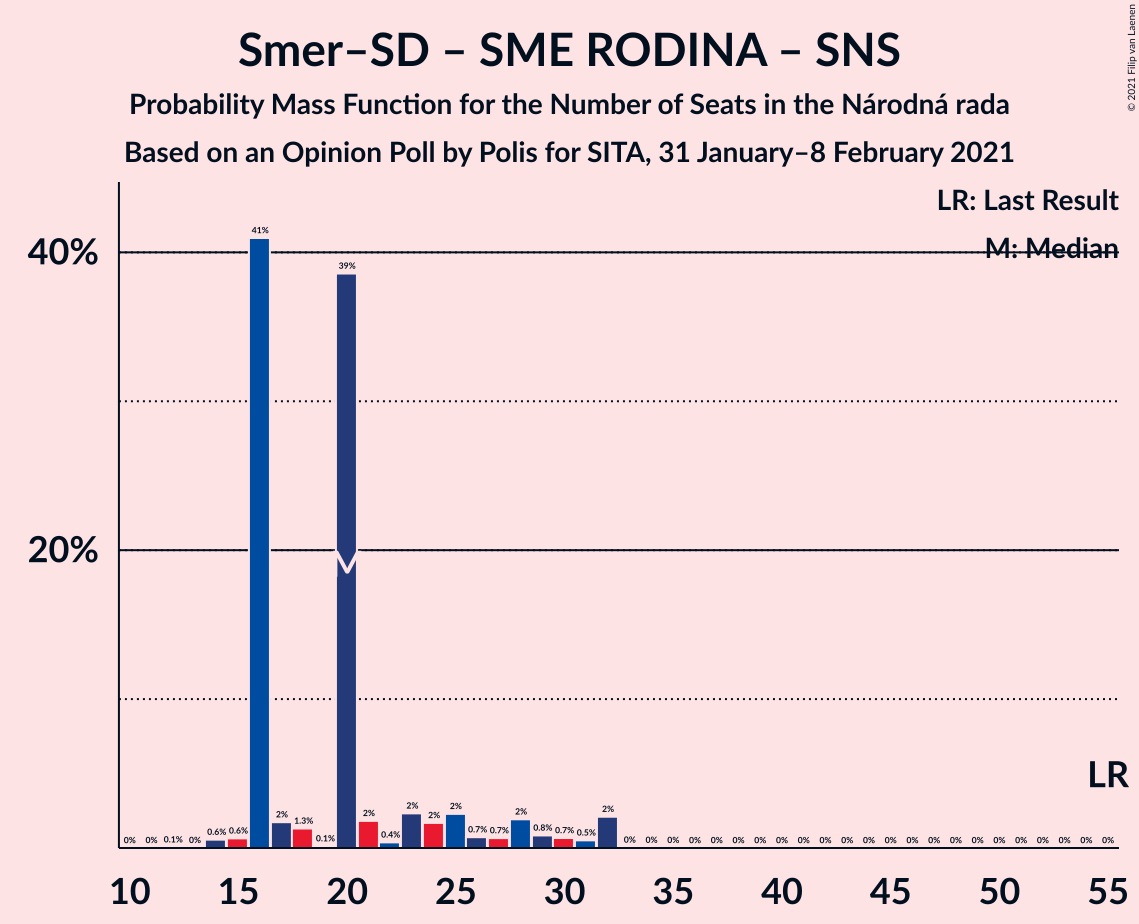 Smer–SD – SME RODINA – SNS
Probability Mass Function for the Number of Seats in the Národná rada
Based on an Opinion Poll by Polis for SITA, 31 January–8 February 2021
© 2021 Filip van Laenen
LR: Last Result
M: Median
40%
20%
41%
39%
0% 0% 0.1% 0% 0.6% 0.6% 2% 1.3% 0.1% 2% 0.4% 2% 2% 2% 0.7% 0.7% 2% 0.8% 0.7% 0.5% 2% 0% 0% 0% 0% 0% 0% 0% 0% 0% 0% 0% 0% 0% 0% 0% 0% 0% 0% 0% 0% 0% 0% 0%
LR
10 15 20 25 30 35 40 45 50 55